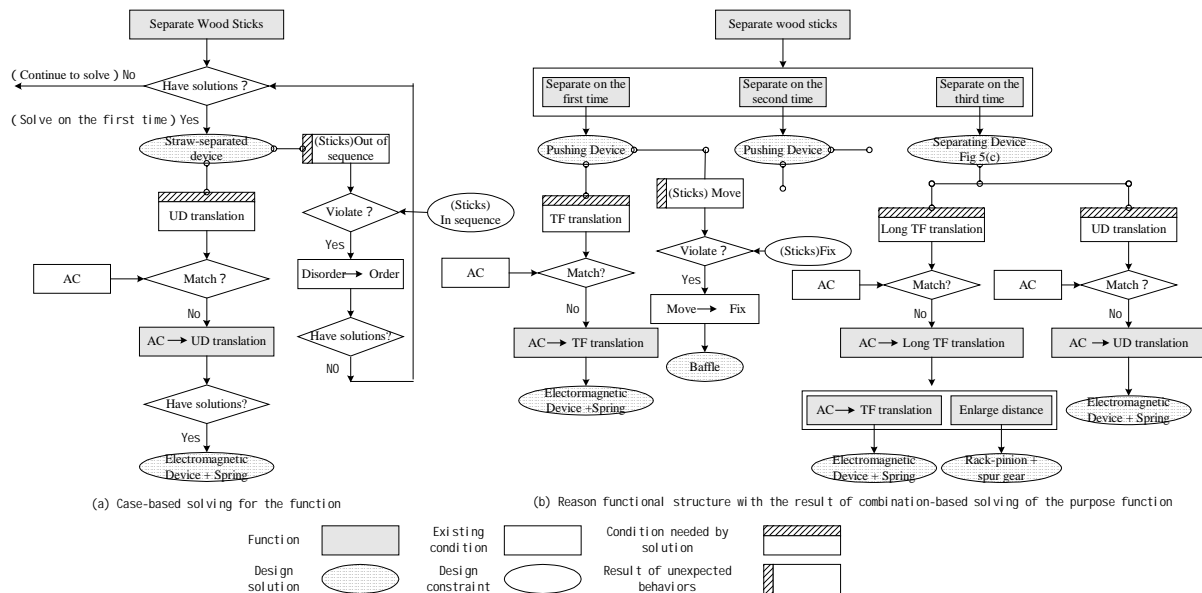 Separate Wood Sticks
(Continue to solve) No
Have solutions?
(Solve on the first time) Yes
Straw-separated
device
(Sticks)Out of
sequence
UD translation
Violate?
(Sticks)
In sequence
Yes
AC
Match?
Disorder→Order
No
AC→UD translation
Have solutions?
NO
Have solutions?
Yes
Electromagnetic
Device + Spring
(a) Case-based solving for the function
Separate wood sticks
Separate on the
first time
Separate on the
second time
Separate on the
third time
Pushing Device
Pushing Device
Separating Device
Fig 5(c)
(Sticks) Move
TF translation
Long TF translation
UD translation
Violate?
(Sticks)Fix
AC
Match?
Yes
AC
Match?
AC
Match?
No
Move→Fix
No
No
AC→TF translation
Baffle
AC→Long TF translation
AC→UD translation
Electormagnetic
Device +Spring
AC→TF translation
Enlarge distance
Electromagnetic
Device + Spring
Electromagnetic
Device + Spring
Rack-pinion +
spur gear
(b) Reason functional structure with the result of combination-based solving of the purpose function
Function
Existing
condition
Condition needed by
solution
Design
solution
Design
constraint
Result of unexpected
behaviors